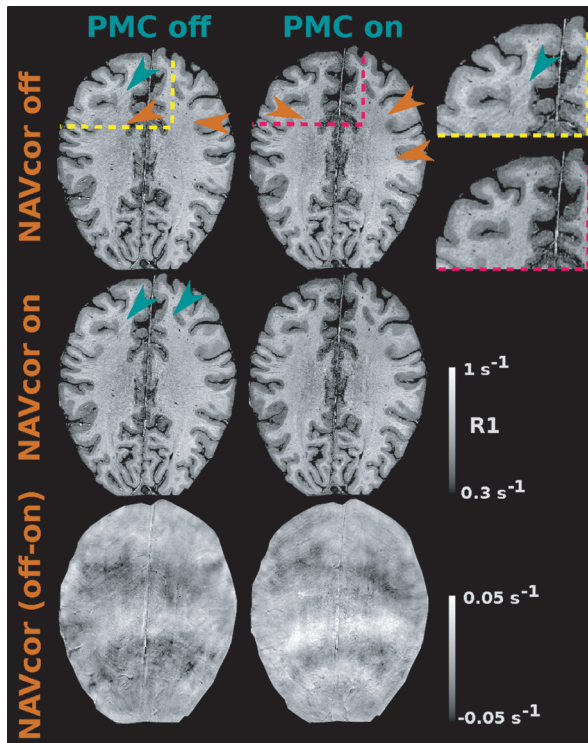 PMC off
PMC on
NAVcor off
NAVcor on
1 s-1
R1
0.3 s-1
NAVcor (off-on)
0.05 s-1
-0.05 s-1